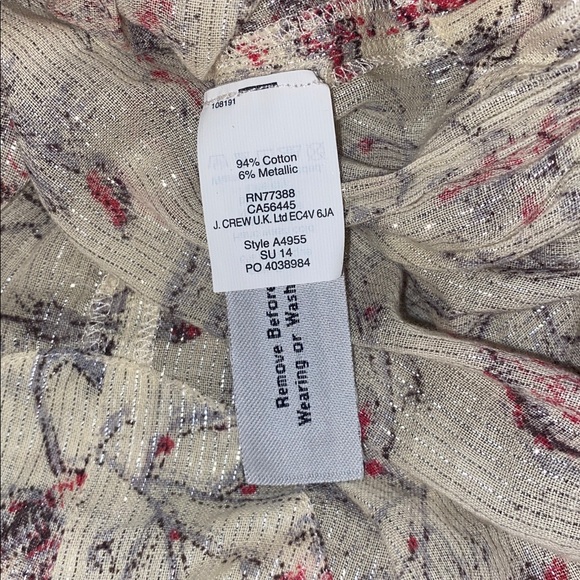 108191
94% Cotton
6% Metallic
RN77388
CA56445
J. CREW U.K. Ltd EC4V 6JA
Style A4955
SU 14
PO 4038984
Remove Before
Wearing or Wash